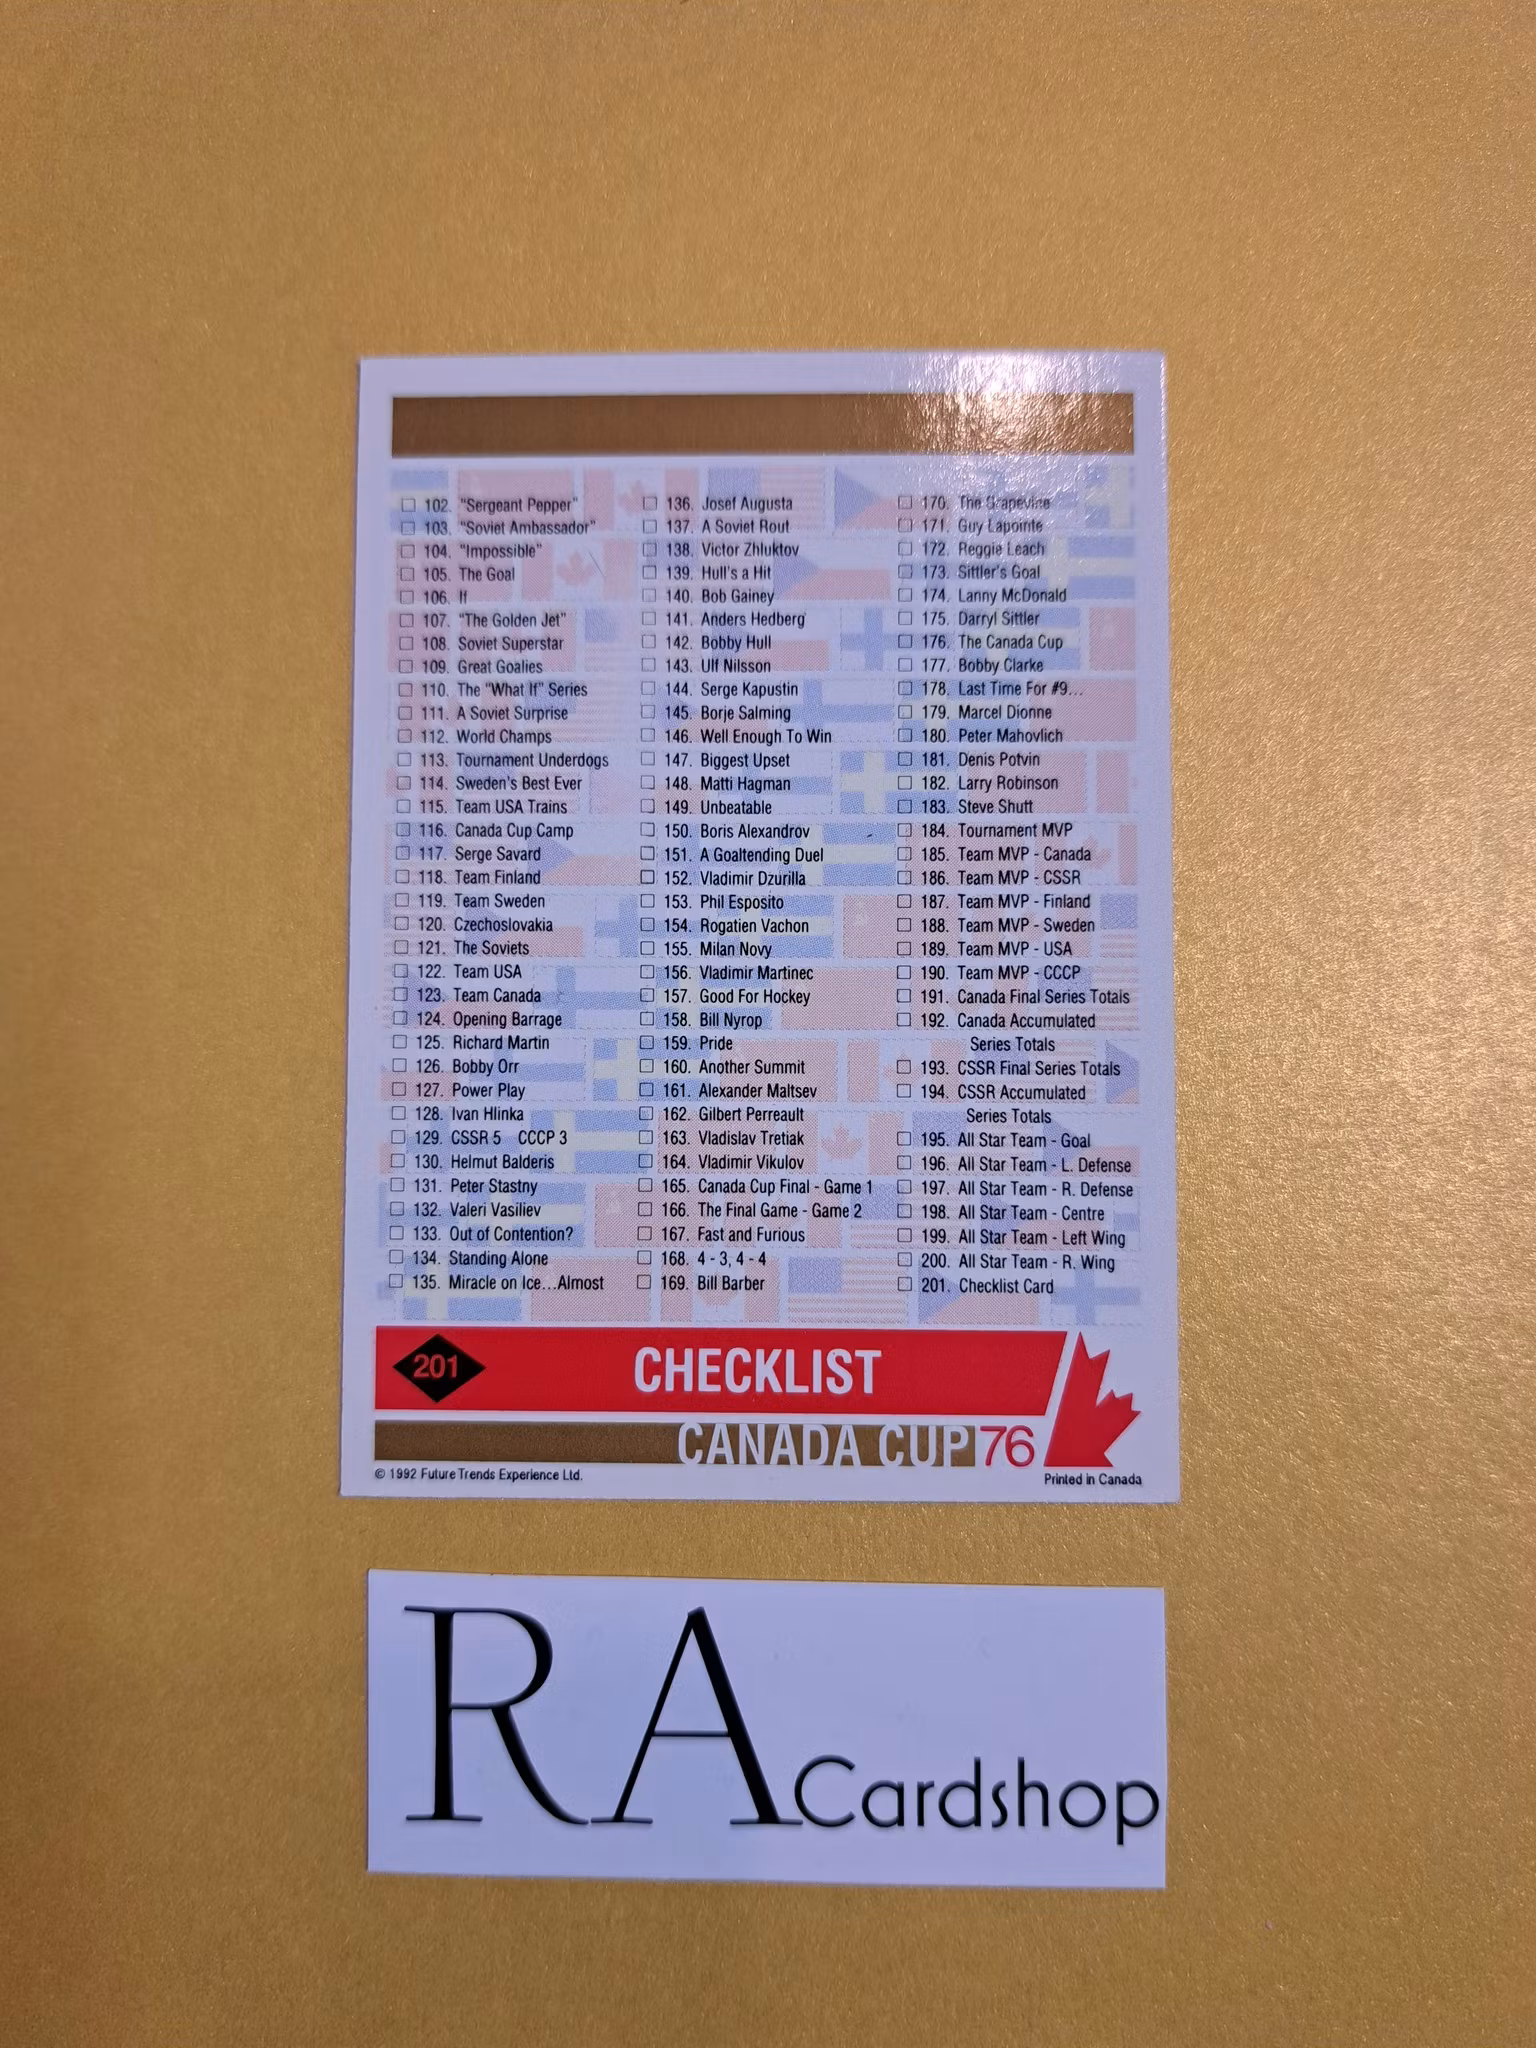 102. "Sergeant Pepper"
103. "Soviet Ambassador"
104. "Impossible"
105. The Goal
106. If
107. "The Golden Jet"
108. Soviet Superstar
109. Great Goalies
110. The "What If" Series
111. A Soviet Surprise
112. World Champs
113. Tournament Underdogs
114. Sweden's Best Ever
115. Team USA Trains
116. Canada Cup Camp
117. Serge Savard
118. Team Finland
119. Team Sweden
120. Czechoslovakia
121. The Soviets
122. Team USA
123. Team Canada
124. Opening Barrage
125. Richard Martin
126. Bobby Orr
127. Power Play
128. Ivan Hlinka
129. CSSR 5 CCCP 3
130. Helmut Balderis
131. Peter Stastny
132. Valeri Vasiliev
133. Out of Contention?
134. Standing Alone
135. Miracle on Ice...Almost
136. Josef Augusta
137. A Soviet Rout
138. Victor Zhluktov
139. Hull's a Hit
140. Bob Gainey
141. Anders Hedberg
142. Bobby Hull
143. Ulf Nilsson
144. Serge Kapustin
145. Borje Salming
146. Well Enough To Win
147. Biggest Upset
148. Matti Hagman
149. Unbeatable
150. Boris Alexandrov
151. A Goaltending Duel
152. Vladimir Dzurilla
153. Phil Esposito
154. Rogatien Vachon
155. Milan Novy
156. Vladimir Martinec
157. Good For Hockey
158. Bill Nyrop
159. Pride
160. Another Summit
161. Alexander Maltsev
162. Gilbert Perreault
163. Vladislav Tretiak
164. Vladimir Vikulov
165. Canada Cup Final - Game 1
166. The Final Game - Game 2
167. Fast and Furious
168. 4 - 3, 4 - 4
169. Bill Barber
170. The Grapevine
171. Guy Lapointe
172. Reggie Leach
173. Sittler's Goal
174. Lanny McDonald
175. Darryl Sittler
176. The Canada Cup
177. Bobby Clarke
178. Last Time For #9...
179. Marcel Dionne
180. Peter Mahovlich
181. Denis Potvin
182. Larry Robinson
183. Steve Shutt
184. Tournament MVP
185. Team MVP - Canada
186. Team MVP - CSSR
187. Team MVP - Finland
188. Team MVP - Sweden
189. Team MVP - USA
190. Team MVP - CCCP
191. Canada Final Series Totals
192. Canada Accumulated
Series Totals
193. CSSR Final Series Totals
194. CSSR Accumulated
Series Totals
195. All Star Team - Goal
196. All Star Team - L. Defense
197. All Star Team - R. Defense
198. All Star Team - Centre
199. All Star Team - Left Wing
200. All Star Team - R. Wing
201. Checklist Card
201
CHECKLIST
CANADA CUP 76
© 1992 Future Trends Experience Ltd.
Printed in Canada
RA Cardshop